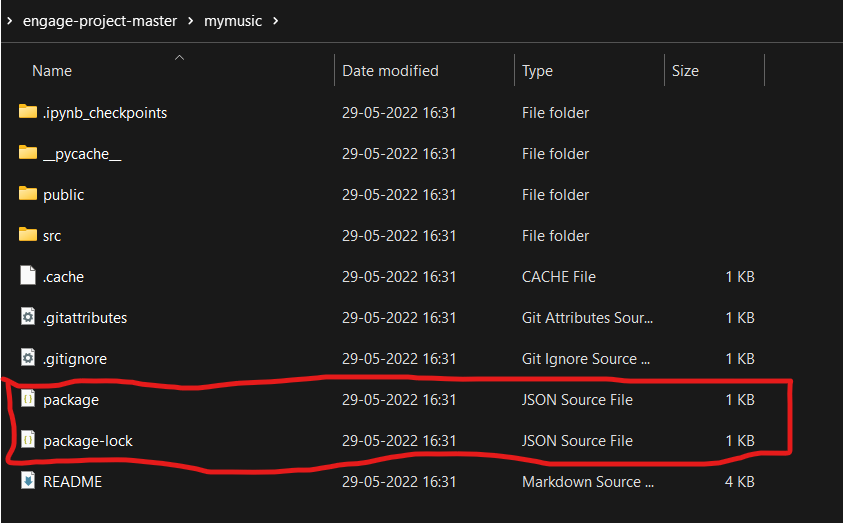 engage-project-master > mymusic >
Name Date modified Type Size
.ipynb_checkpoints 29-05-2022 16:31 File folder
__pycache__ 29-05-2022 16:31 File folder
public 29-05-2022 16:31 File folder
src 29-05-2022 16:31 File folder
.cache 29-05-2022 16:31 CACHE File 1 KB
.gitattributes 29-05-2022 16:31 Git Attributes Sour... 1 KB
.gitignore 29-05-2022 16:31 Git Ignore Source ... 1 KB
package 29-05-2022 16:31 JSON Source File 1 KB
package-lock 29-05-2022 16:31 JSON Source File 1 KB
README 29-05-2022 16:31 Markdown Source ... 4 KB